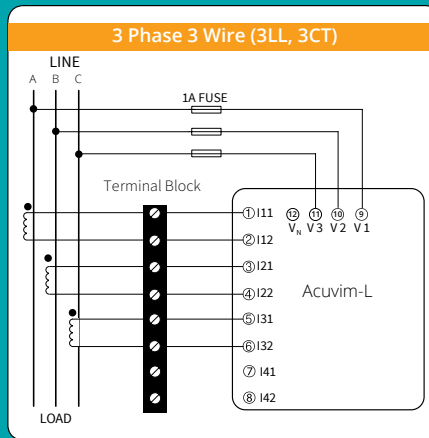 3 Phase 3 Wire (3LL, 3CT)
LINE
A B C
1A FUSE
Terminal Block
① I11
② I12
③ I21
④ I22
⑤ I31
⑥ I32
⑦ I41
⑧ I42
⑫ ⑪ ⑩ ⑨
VN V3 V2 V1
Acuvim-L
LOAD